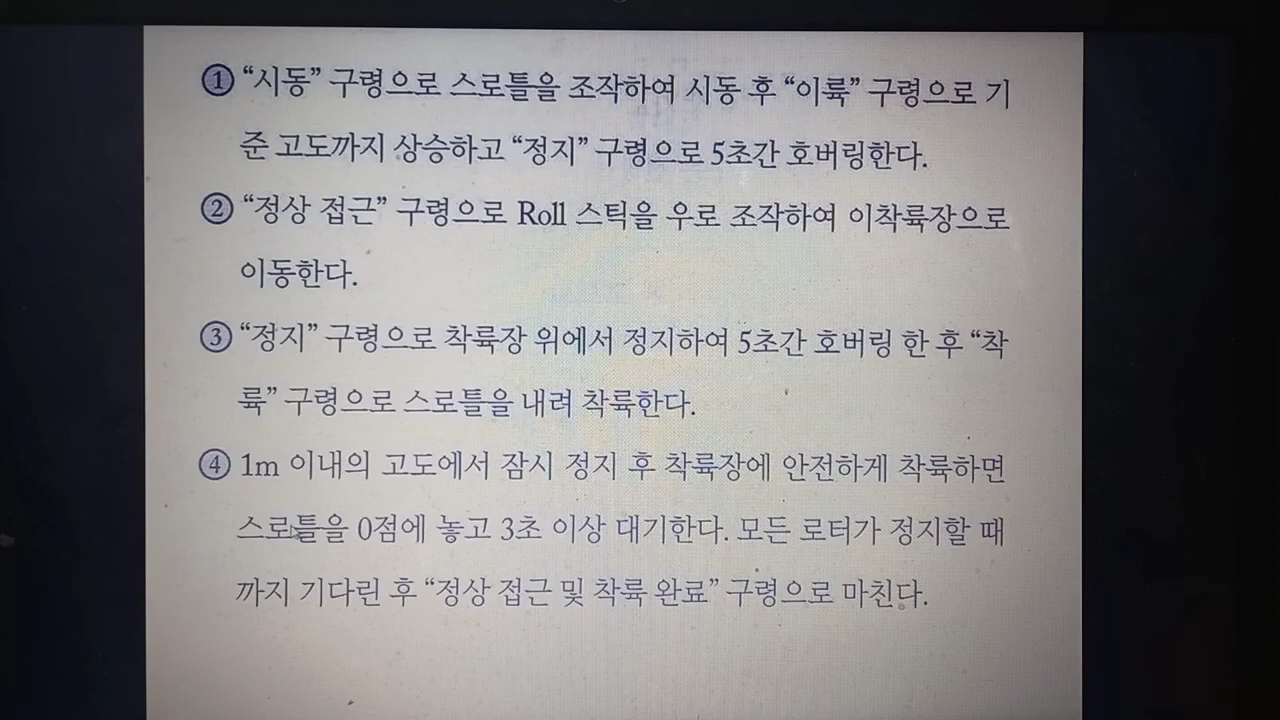 ① “시동” 구령으로 스로틀을 조작하여 시동 후 “이륙” 구령으로 기
준 고도까지 상승하고 “정지” 구령으로 5초간 호버링한다.
② “정상 접근” 구령으로 Roll 스틱을 우로 조작하여 이착륙장으로
이동한다.
③ “정지” 구령으로 착륙장 위에서 정지하여 5초간 호버링 한 후 “착
륙” 구령으로 스로틀을 내려 착륙한다.
④ 1m 이내의 고도에서 잠시 정지 후 착륙장에 안전하게 착륙하면
스로틀을 0점에 놓고 3초 이상 대기한다. 모든 로터가 정지할 때
까지 기다린 후 “정상 접근 및 착륙 완료” 구령으로 마친다.